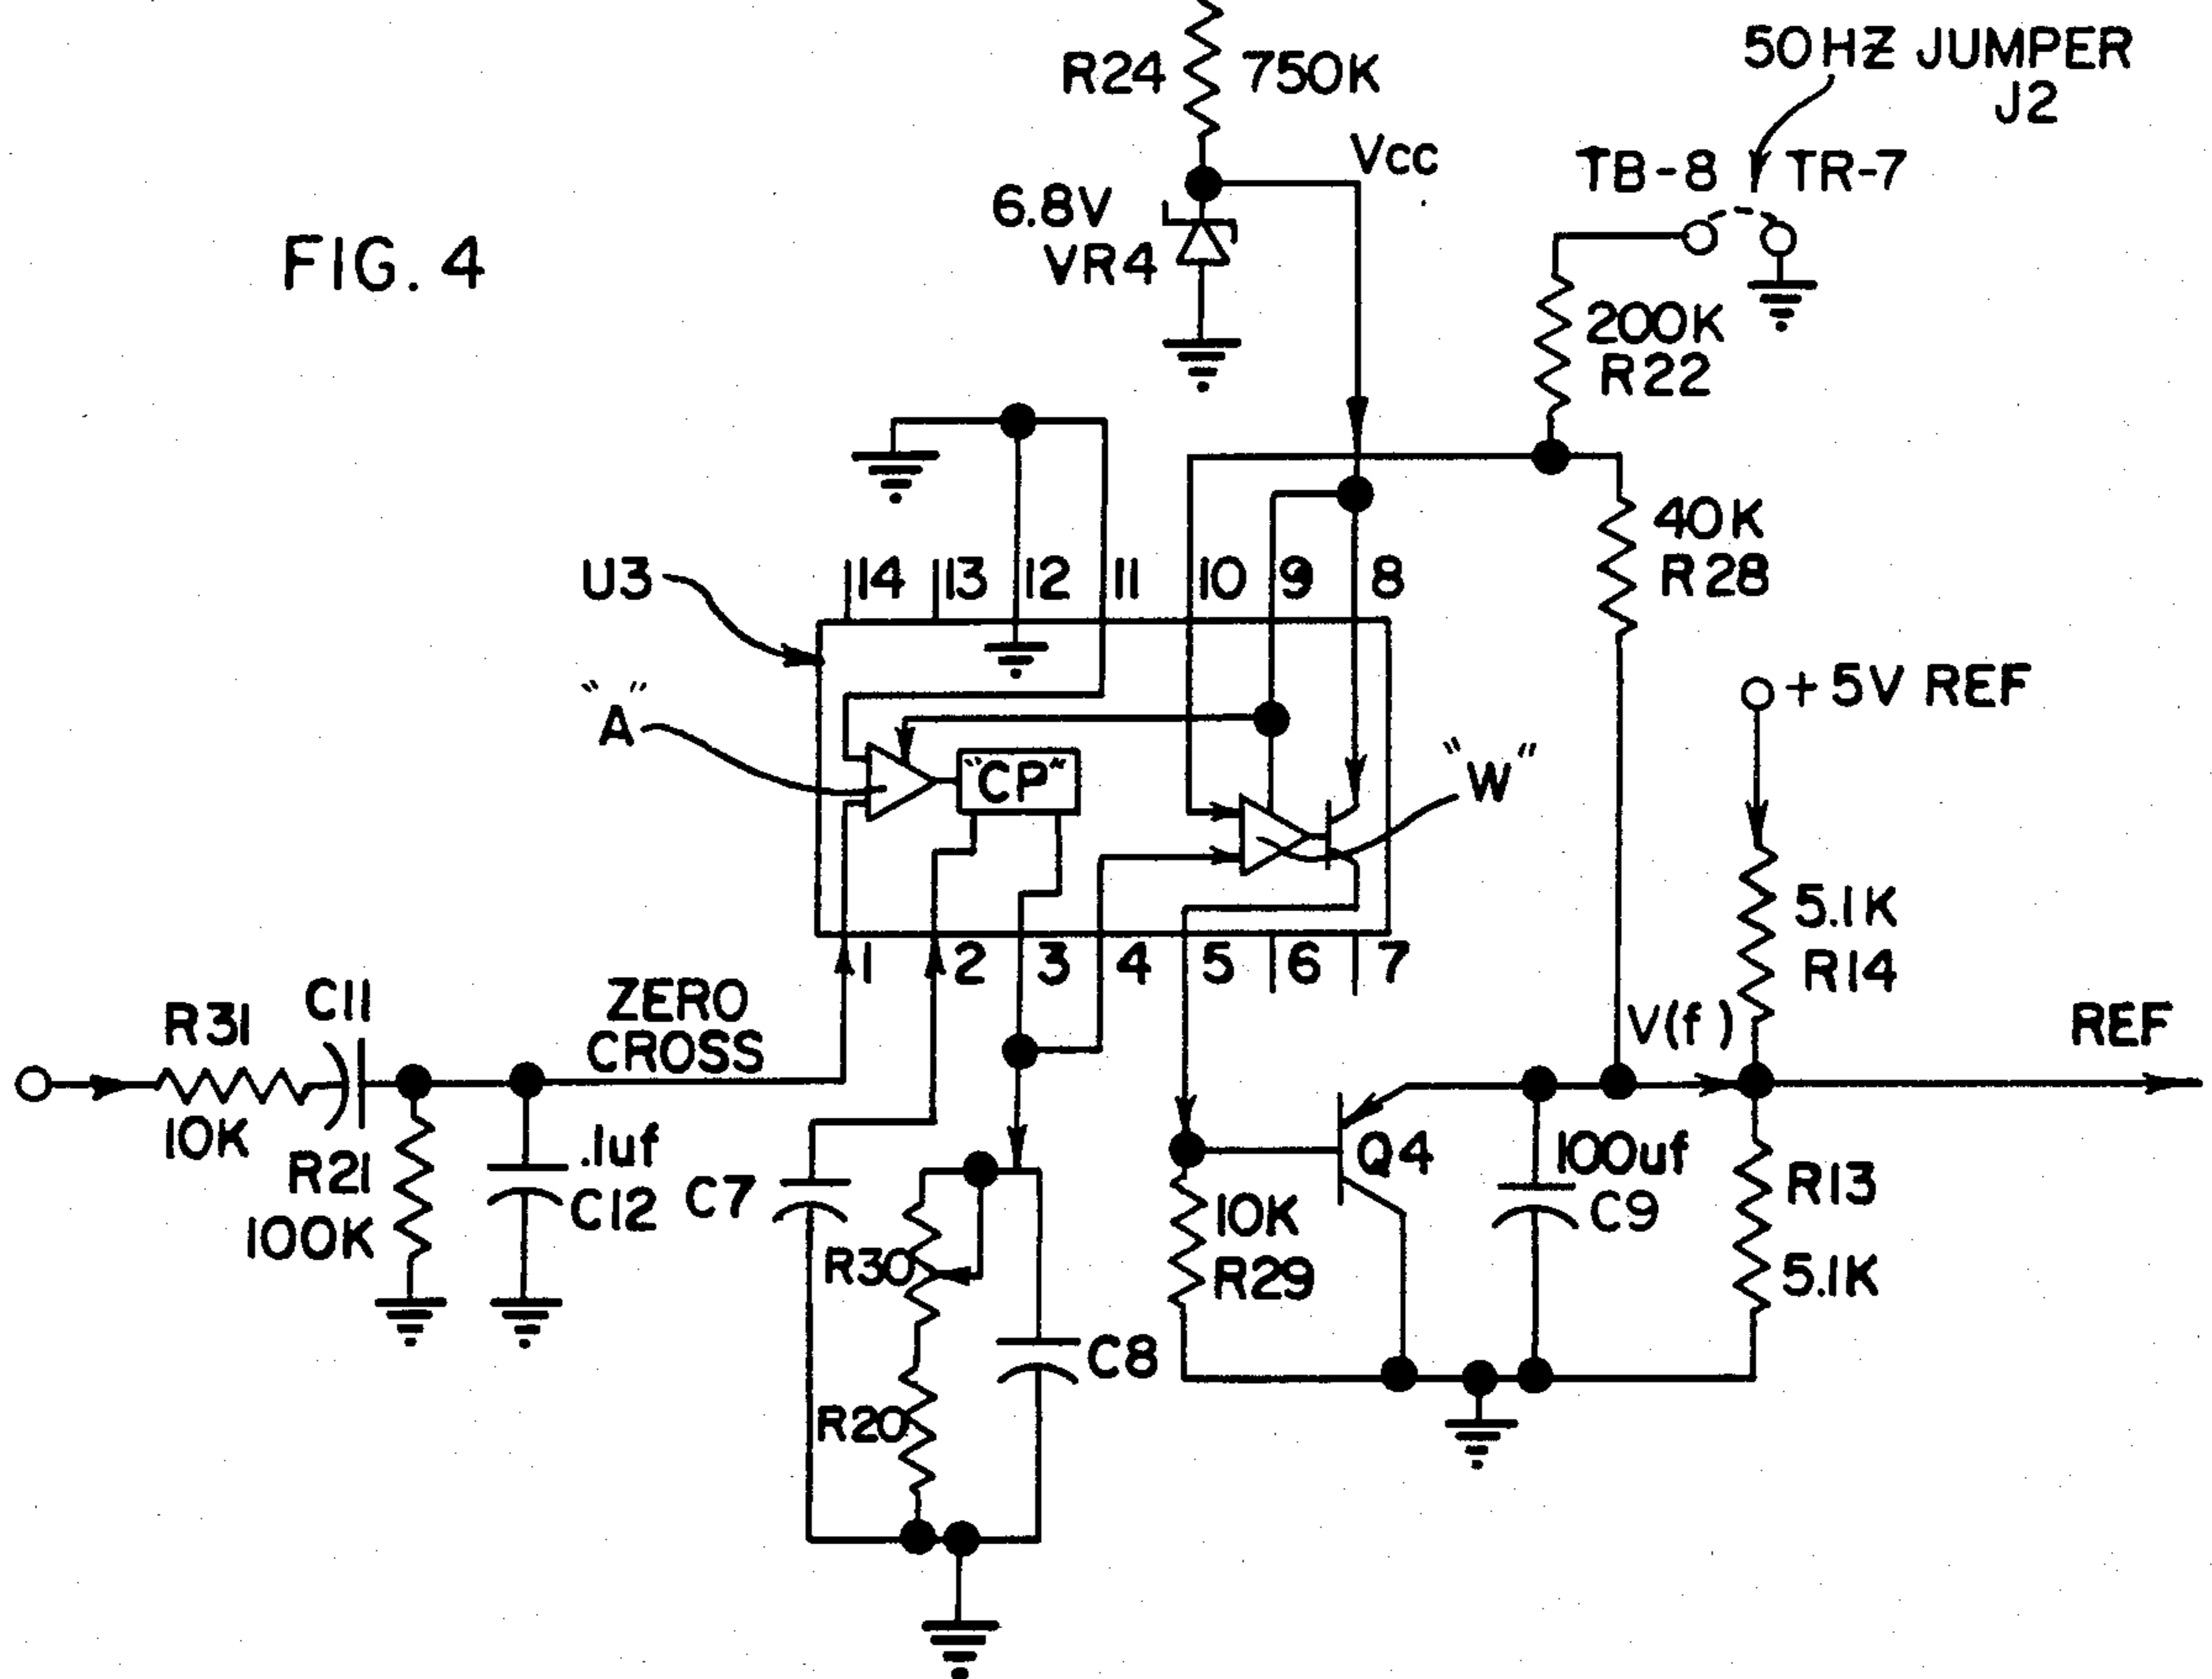 FIG. 4
R24 750K
Vcc
6.8V
VR4
50HZ JUMPER
J2
TB-8 TR-7
200K
R22
40K
R28
U3
14 13 12 11 10 9 8
"A"
"CP"
"W"
+5V REF
5.1K
R14
1 2 3 4 5 6 7
R31
10K
C11
ZERO
CROSS
R21
100K
.1uf
C12
C7
R30
R20
C8
10K
R29
Q4
100uf
C9
V(f)
REF
R13
5.1K